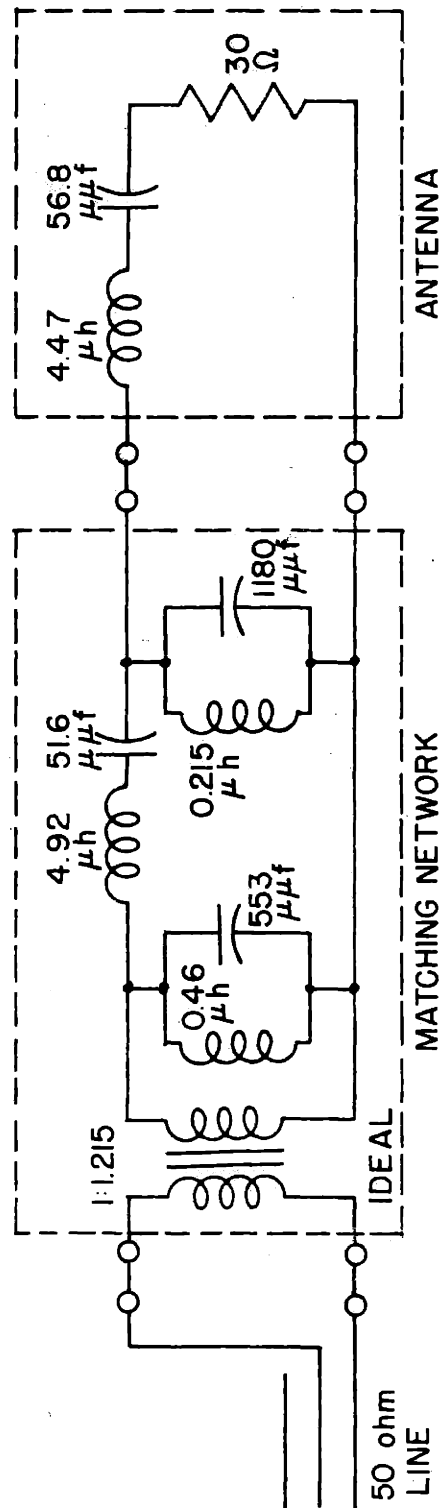 50 ohm
LINE
1:1.215
IDEAL
0.46
μh
553
μμf
4.92
μh
51.6
μμf
0.215
μh
1180
μμf
MATCHING NETWORK
4.47
μh
56.8
μμf
30
Ω
ANTENNA